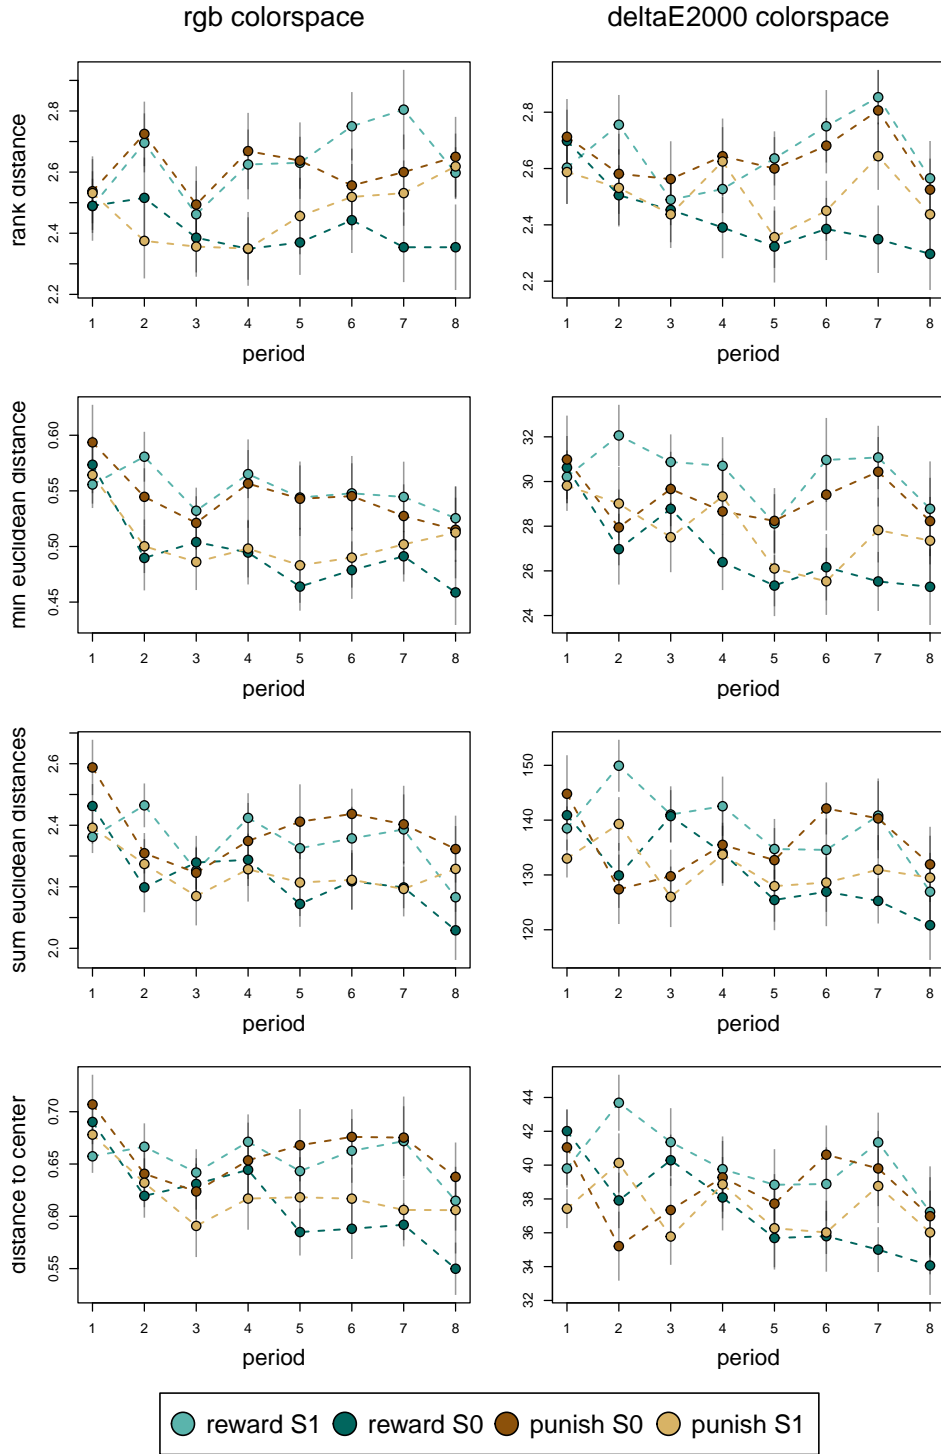 rgb colorspace
deltaE2000 colorspace
rank distance
2.2 2.4 2.6 2.8
1 2 3 4 5 6 7 8
period
2.2 2.4 2.6 2.8
1 2 3 4 5 6 7 8
period
min euclidean distance
0.45 0.50 0.55 0.60
1 2 3 4 5 6 7 8
period
24 26 28 30 32
1 2 3 4 5 6 7 8
period
sum euclidean distances
2.0 2.2 2.4 2.6
1 2 3 4 5 6 7 8
period
120 130 140 150
1 2 3 4 5 6 7 8
period
distance to center
0.55 0.60 0.65 0.70
1 2 3 4 5 6 7 8
period
32 34 36 38 40 42 44
1 2 3 4 5 6 7 8
period
reward S1 reward S0 punish S0 punish S1